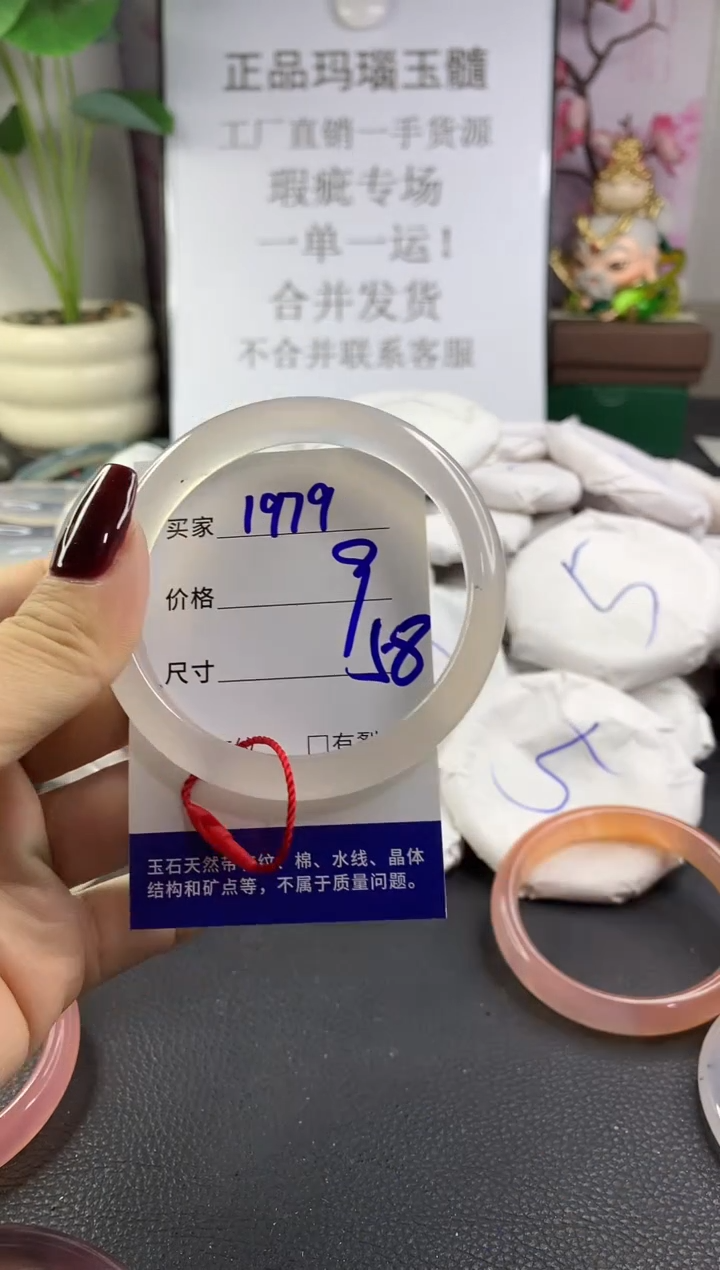 正品玛瑙玉髓
工厂直销一手货源
瑕疵专场
一单一运！
合并发货
不合并联系客服
买家 1979
价格 9
尺寸 58
□有裂
玉石天然带 纹、棉、水线、晶体
结构和矿点等，不属于质量问题。
5
5